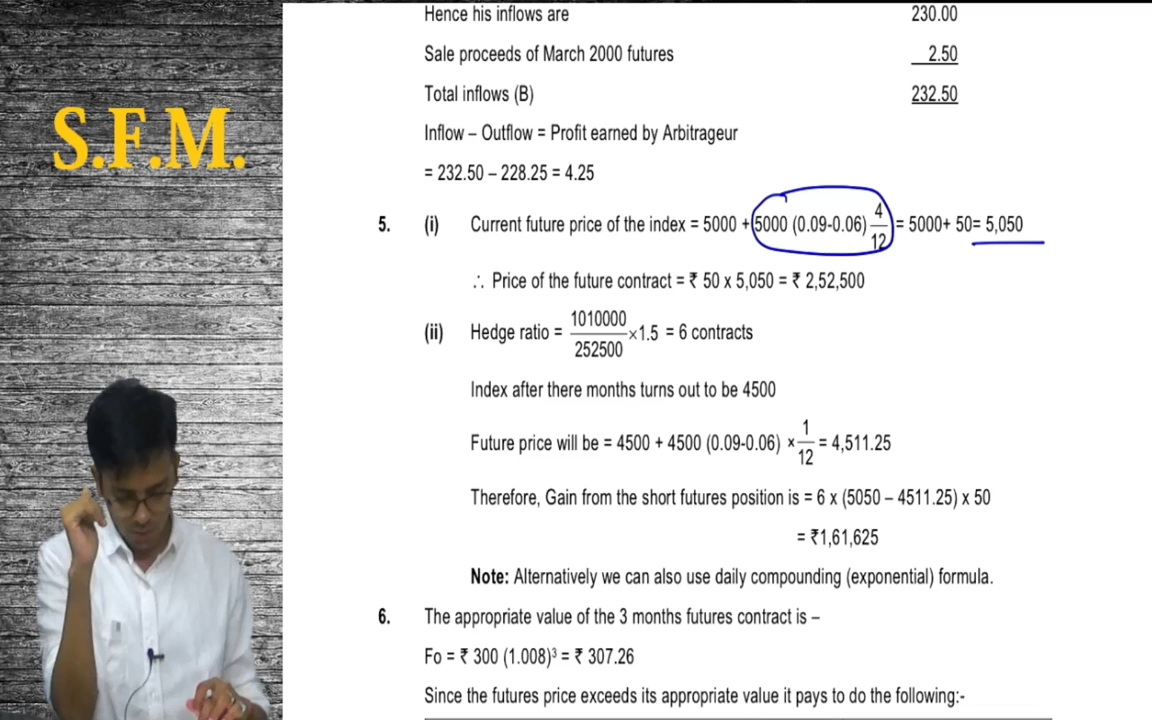 S.F.M.
Hence his inflows are 230.00
Sale proceeds of March 2000 futures 2.50
Total inflows (B) 232.50
Inflow – Outflow = Profit earned by Arbitrageur
= 232.50 – 228.25 = 4.25
5. (i) Current future price of the index = 5000 + 5000 (0.09-0.06) 4/12 = 5000+ 50= 5,050
∴ Price of the future contract = ₹ 50 x 5,050 = ₹ 2,52,500
(ii) Hedge ratio = 1010000/252500 ×1.5 = 6 contracts
Index after there months turns out to be 4500
Future price will be = 4500 + 4500 (0.09-0.06) × 1/12 = 4,511.25
Therefore, Gain from the short futures position is = 6 x (5050 – 4511.25) x 50
= ₹1,61,625
Note: Alternatively we can also use daily compounding (exponential) formula.
6. The appropriate value of the 3 months futures contract is –
Fo = ₹ 300 (1.008)³ = ₹ 307.26
Since the futures price exceeds its appropriate value it pays to do the following:-